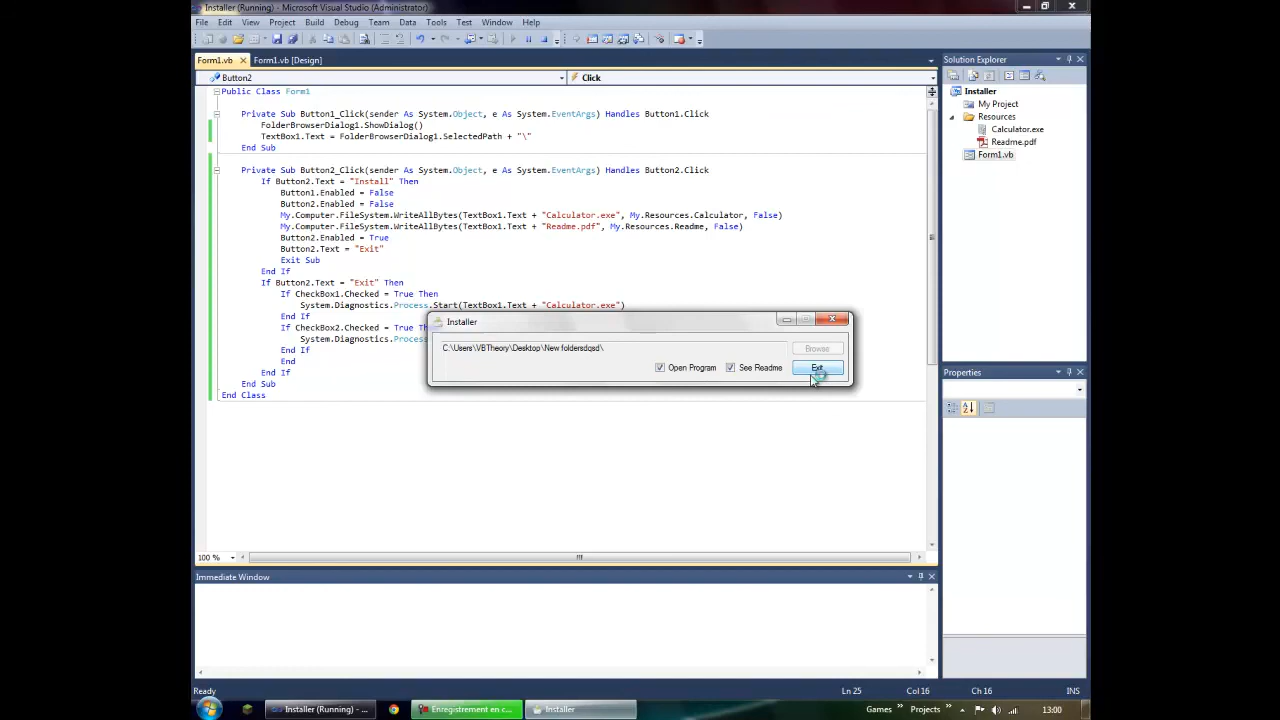 Installer (Running) - Microsoft Visual Studio (Administrator)
File Edit View Project Build Debug Team Data Tools Test Window Help
Form1.vb Form1.vb [Design]
Button2 Click
Public Class Form1
Private Sub Button1_Click(sender As System.Object, e As System.EventArgs) Handles Button1.Click
FolderBrowserDialog1.ShowDialog()
TextBox1.Text = FolderBrowserDialog1.SelectedPath + "\"
End Sub
Private Sub Button2_Click(sender As System.Object, e As System.EventArgs) Handles Button2.Click
If Button2.Text = "Install" Then
Button1.Enabled = False
Button2.Enabled = False
My.Computer.FileSystem.WriteAllBytes(TextBox1.Text + "Calculator.exe", My.Resources.Calculator, False)
My.Computer.FileSystem.WriteAllBytes(TextBox1.Text + "Readme.pdf", My.Resources.Readme, False)
Button2.Enabled = True
Button2.Text = "Exit"
Exit Sub
End If
If Button2.Text = "Exit" Then
If CheckBox1.Checked = True Then
System.Diagnostics.Process.Start(TextBox1.Text + "Calculator.exe")
End If
If CheckBox2.Checked = True Th
System.Diagnostics.Process.
End If
End
End If
End Sub
End Class
Installer
C:\Users\VBTheory\Desktop\New foldersdqsd\
Browse
Open Program See Readme Exit
100 %
Immediate Window
Solution Explorer
Installer
My Project
Resources
Calculator.exe
Readme.pdf
Form1.vb
Properties
Ready Ln 25 Col 16 Ch 16 INS
Installer (Running) - ... Enregistrement en c... Installer Games Projects 13:00